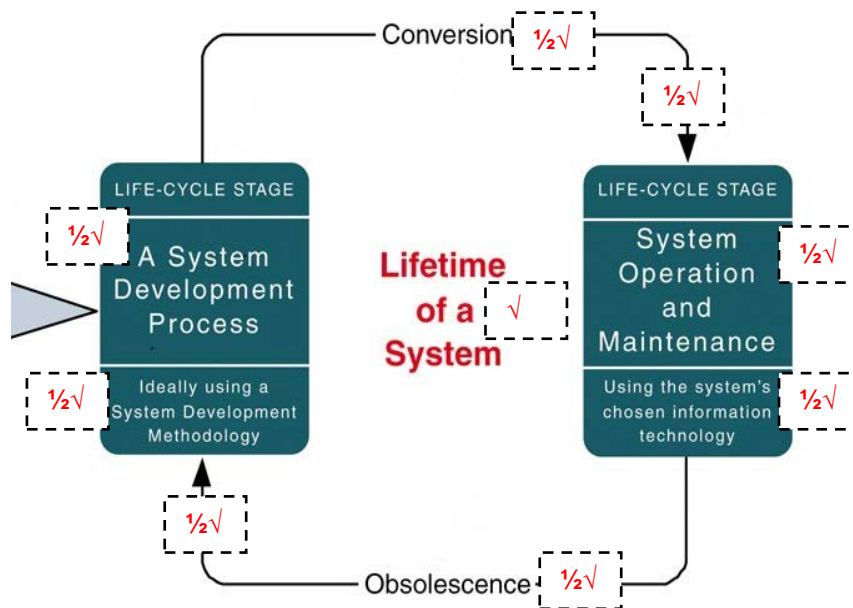 Conversion
½√
½√
LIFE-CYCLE STAGE
½√
A System
Development
Process
½√
Ideally using a
System Development
Methodology
Lifetime
of a
System
√
LIFE-CYCLE STAGE
System
Operation
and
Maintenance
½√
Using the system's
chosen information
technology
½√
½√
Obsolescence
½√